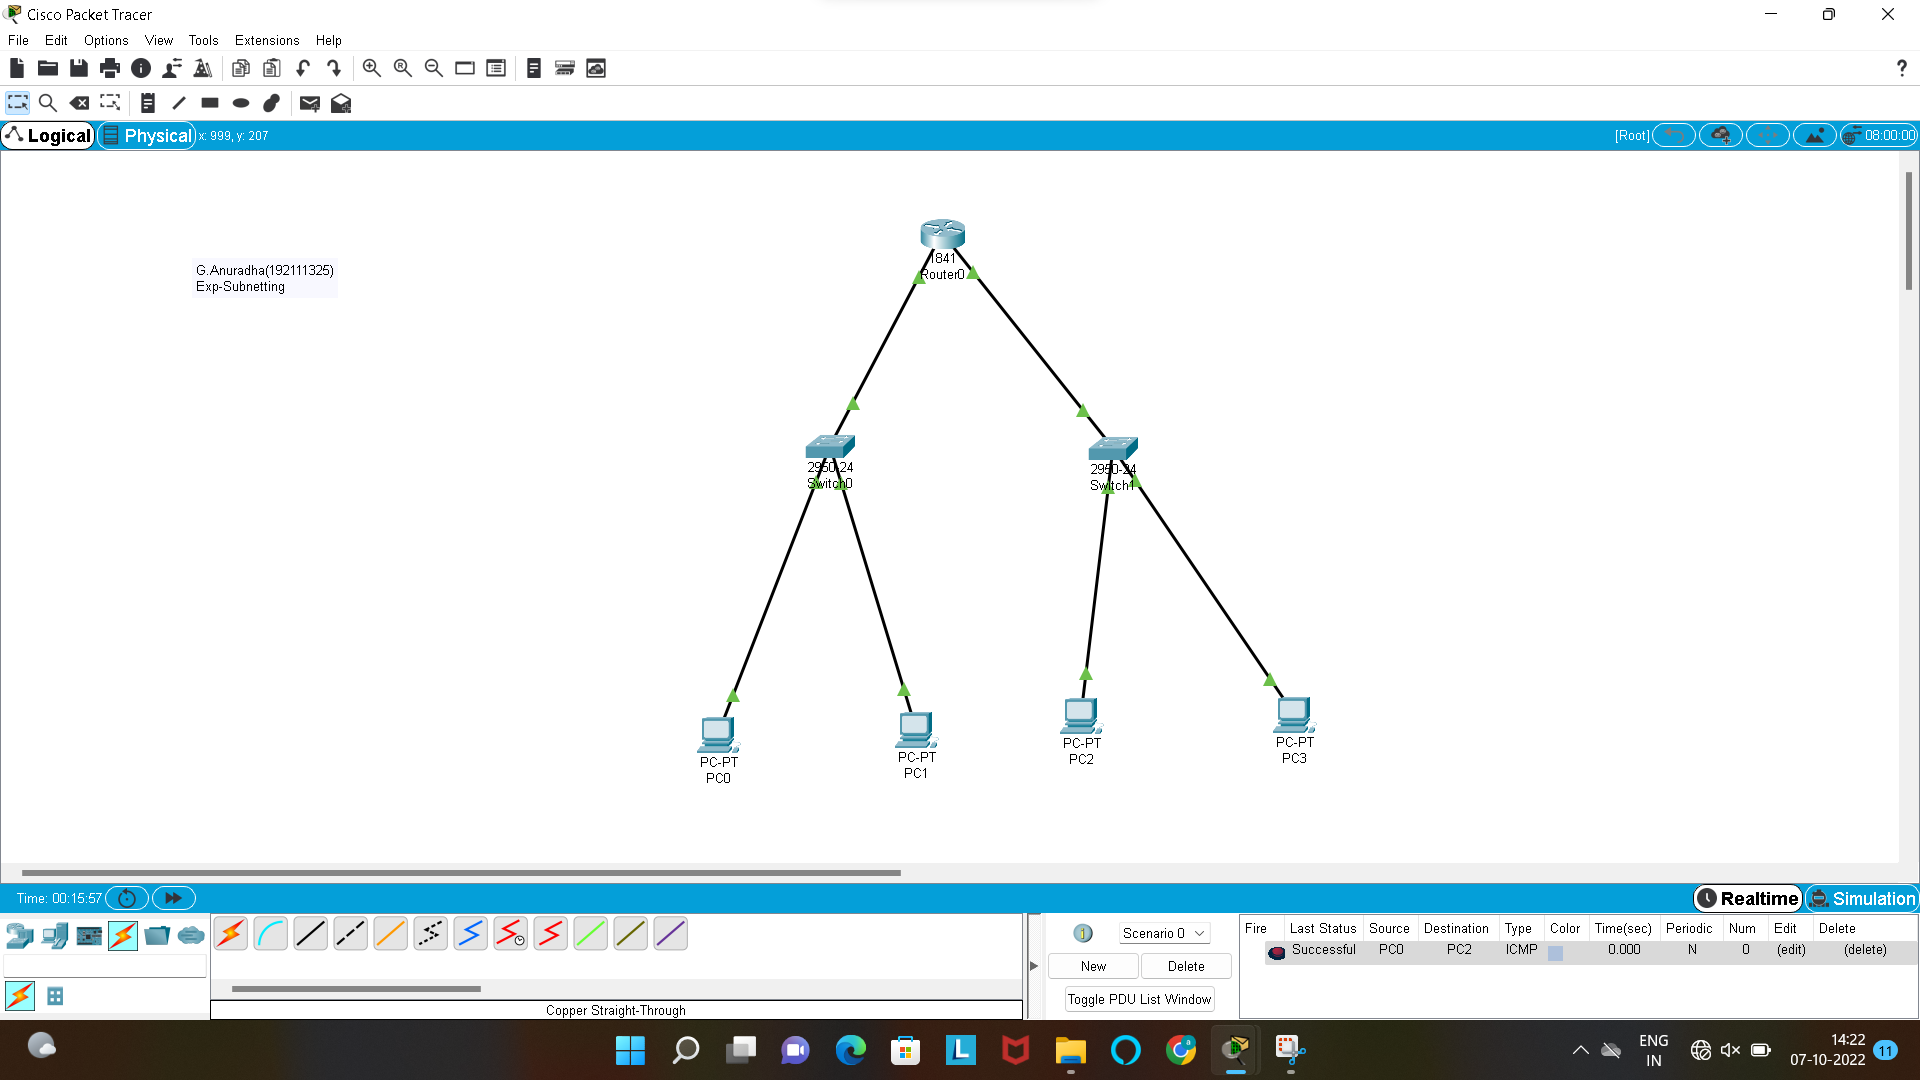 Cisco Packet Tracer
File Edit Options View Tools Extensions Help
?
Logical Physical x: 999, y: 207 [Root] 08:00:00
1841
Router0
G.Anuradha(192111325)
Exp-Subnetting
2950-24
Switch0
2950-24
Switch1
PC-PT
PC0
PC-PT
PC1
PC-PT
PC2
PC-PT
PC3
Time: 00:15:57 Realtime Simulation
Scenario 0
New Delete
Toggle PDU List Window
Fire Last Status Source Destination Type Color Time(sec) Periodic Num Edit Delete
Successful PC0 PC2 ICMP 0.000 N 0 (edit) (delete)
Copper Straight-Through
ENG
IN
14:22
07-10-2022
11